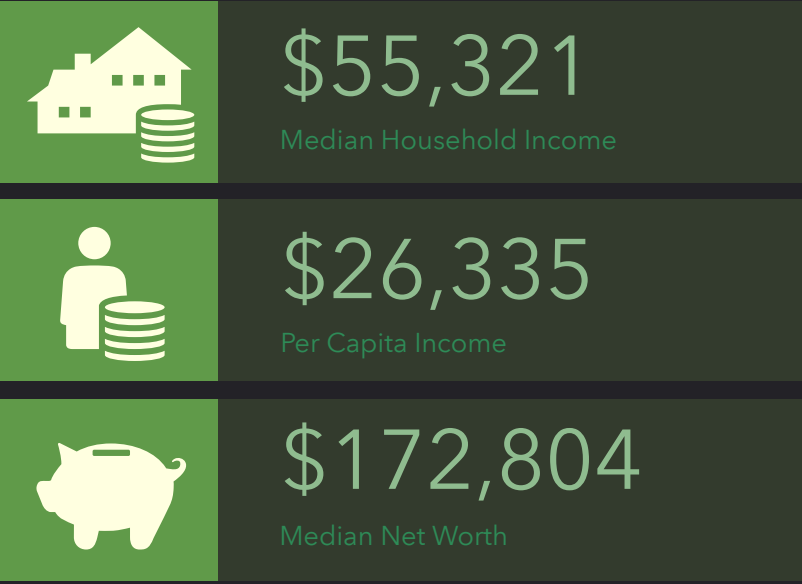 $55,321
Median Household Income
$26,335
Per Capita Income
$172,804
Median Net Worth